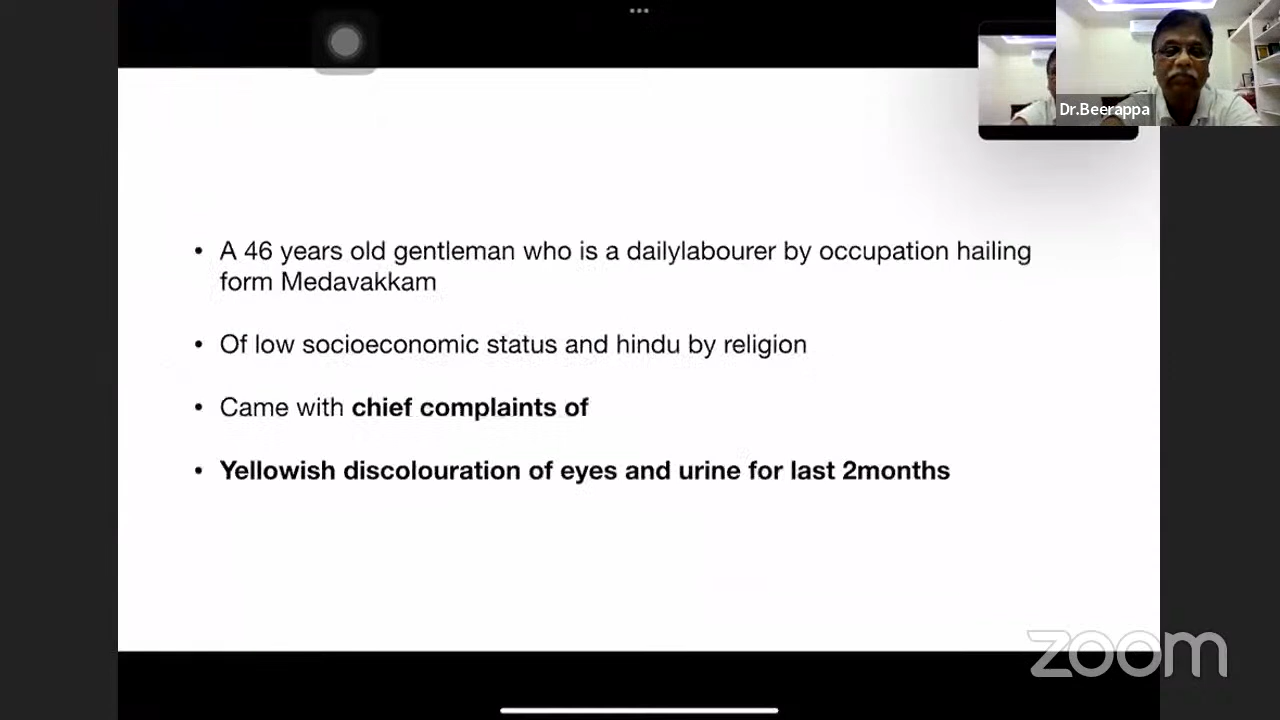 Dr.Beerappa
• A 46 years old gentleman who is a dailylabourer by occupation hailing
form Medavakkam
• Of low socioeconomic status and hindu by religion
• Came with chief complaints of
• Yellowish discolouration of eyes and urine for last 2months
zoom